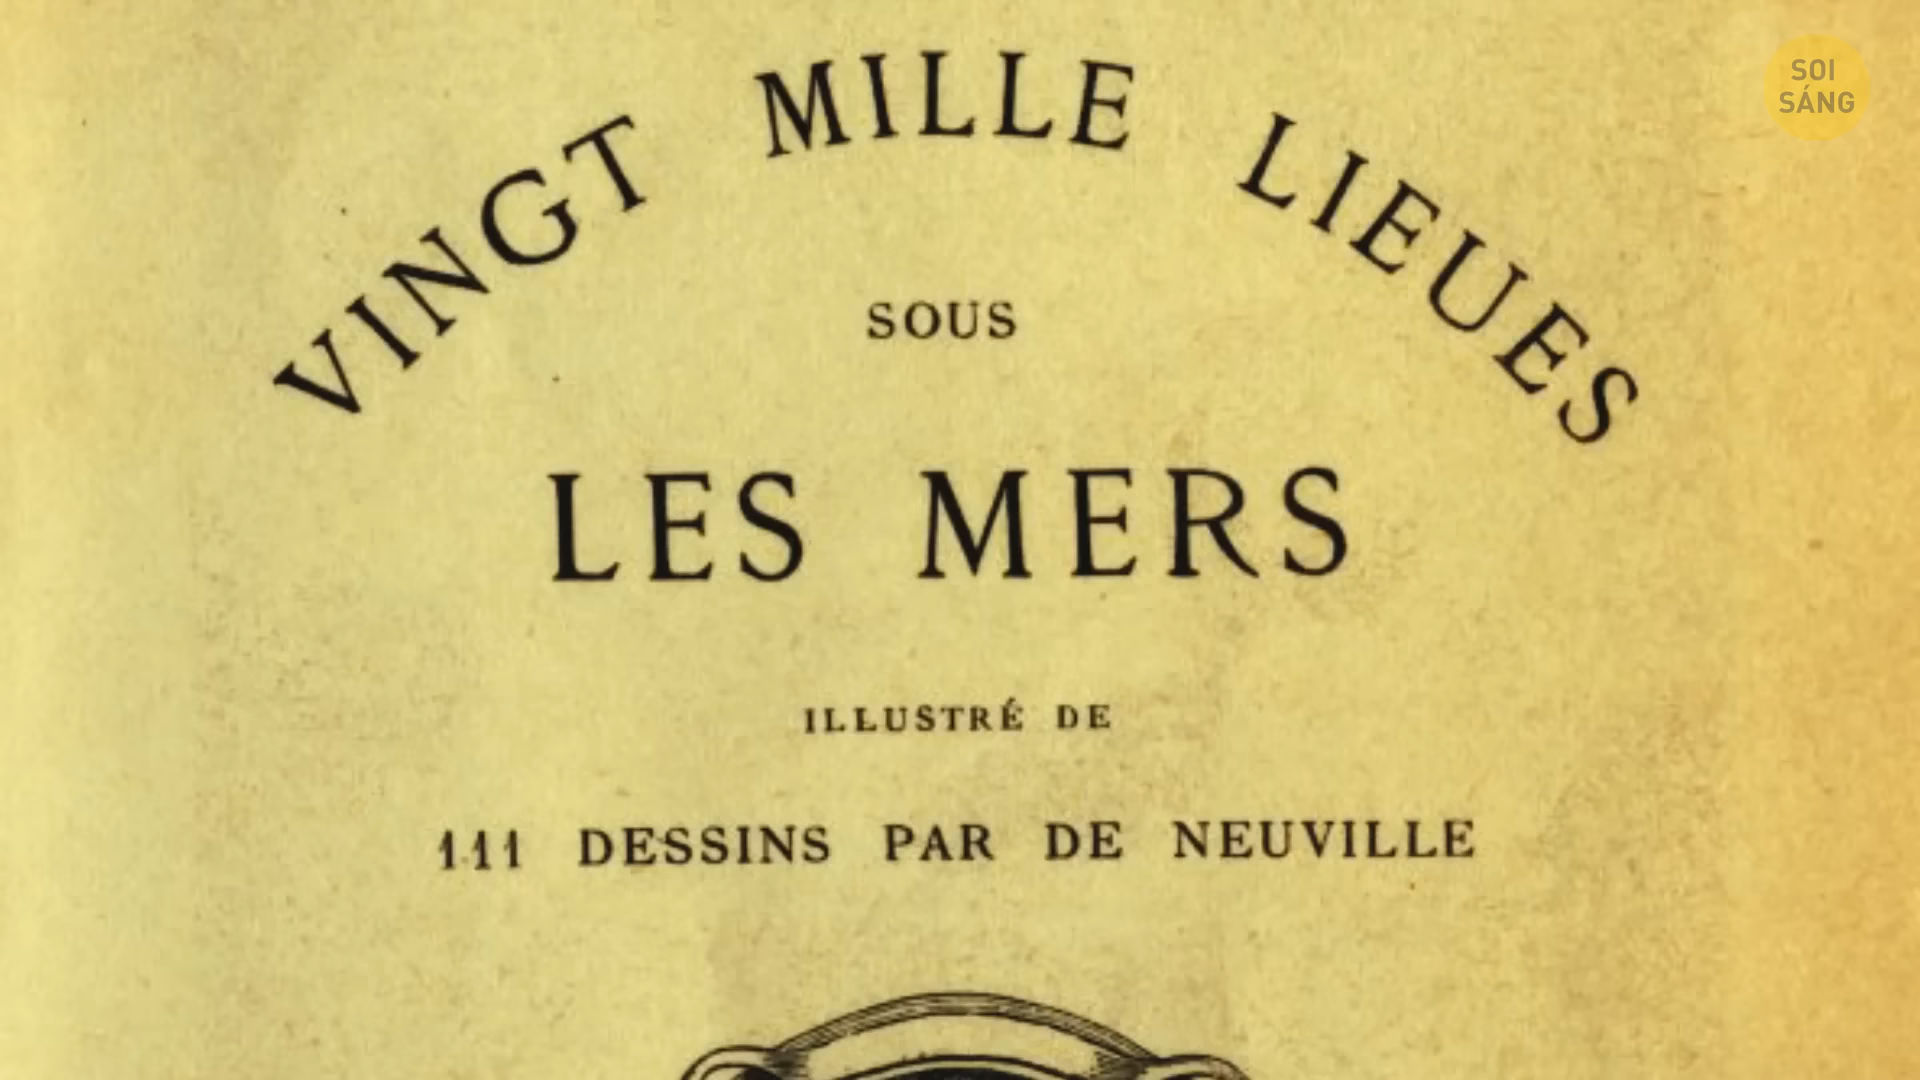 SOI
SÁNG
VINGT MILLE LIEUES
SOUS
LES MERS
ILLUSTRÉ DE
111 DESSINS PAR DE NEUVILLE